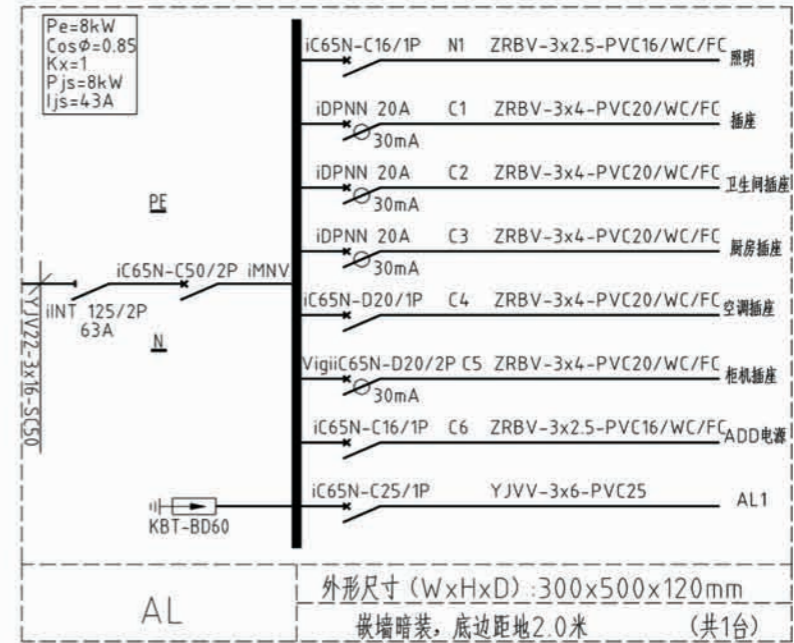 Pe=8kW
CosΦ=0.85
Kx=1
Pjs=8kW
Ijs=43A
iC65N-C16/1P N1 ZRBV-3x2.5-PVC16/WC/FC 照明
iDPNN 20A C1 ZRBV-3x4-PVC20/WC/FC 插座
30mA
iDPNN 20A C2 ZRBV-3x4-PVC20/WC/FC 卫生间插座
30mA
PE
iDPNN 20A C3 ZRBV-3x4-PVC20/WC/FC 厨房插座
30mA
iC65N-C50/2P iMNV
iINT 125/2P
63A
YJV22-3x16-SC50
N
iC65N-D20/1P C4 ZRBV-3x4-PVC20/WC/FC 空调插座
VigiiC65N-D20/2P C5 ZRBV-3x4-PVC20/WC/FC 柜机插座
30mA
iC65N-C16/1P C6 ZRBV-3x2.5-PVC16/WC/FC ADD电源
iC65N-C25/1P YJVV-3x6-PVC25 AL1
KBT-BD60
AL
外形尺寸(WxHxD):300x500x120mm
嵌墙暗装，底边距地2.0米 (共1台)